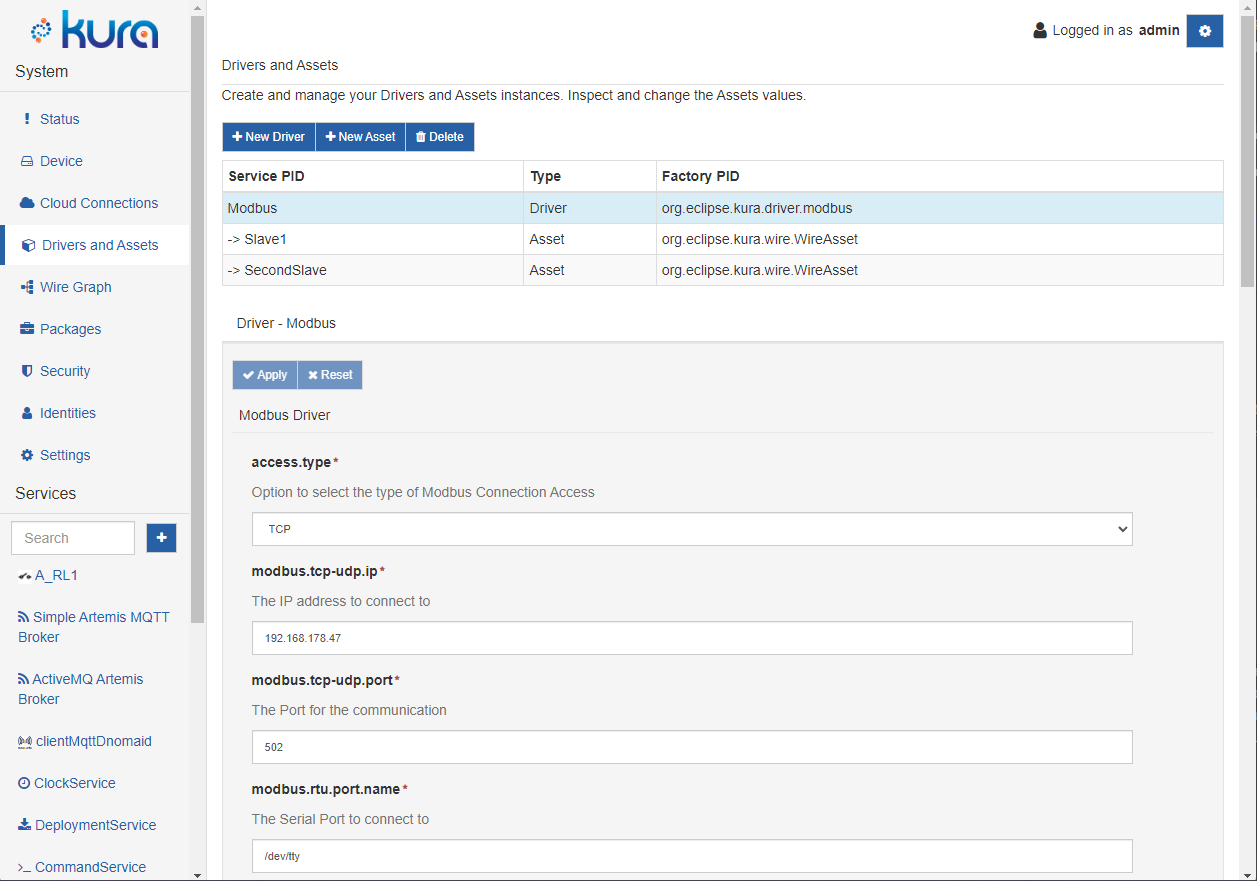 kura
System
Status
Device
Cloud Connections
Drivers and Assets
Wire Graph
Packages
Security
Identities
Settings
Services
Search
A_RL1
Simple Artemis MQTT
Broker
ActiveMQ Artemis
Broker
clientMqttDnomaid
ClockService
DeploymentService
CommandService
Logged in as admin
Drivers and Assets
Create and manage your Drivers and Assets instances. Inspect and change the Assets values.
New Driver New Asset Delete
Service PID Type Factory PID
Modbus Driver org.eclipse.kura.driver.modbus
-> Slave1 Asset org.eclipse.kura.wire.WireAsset
-> SecondSlave Asset org.eclipse.kura.wire.WireAsset
Driver - Modbus
Apply Reset
Modbus Driver
access.type*
Option to select the type of Modbus Connection Access
TCP
modbus.tcp-udp.ip*
The IP address to connect to
192.168.178.47
modbus.tcp-udp.port*
The Port for the communication
502
modbus.rtu.port.name*
The Serial Port to connect to
/dev/tty